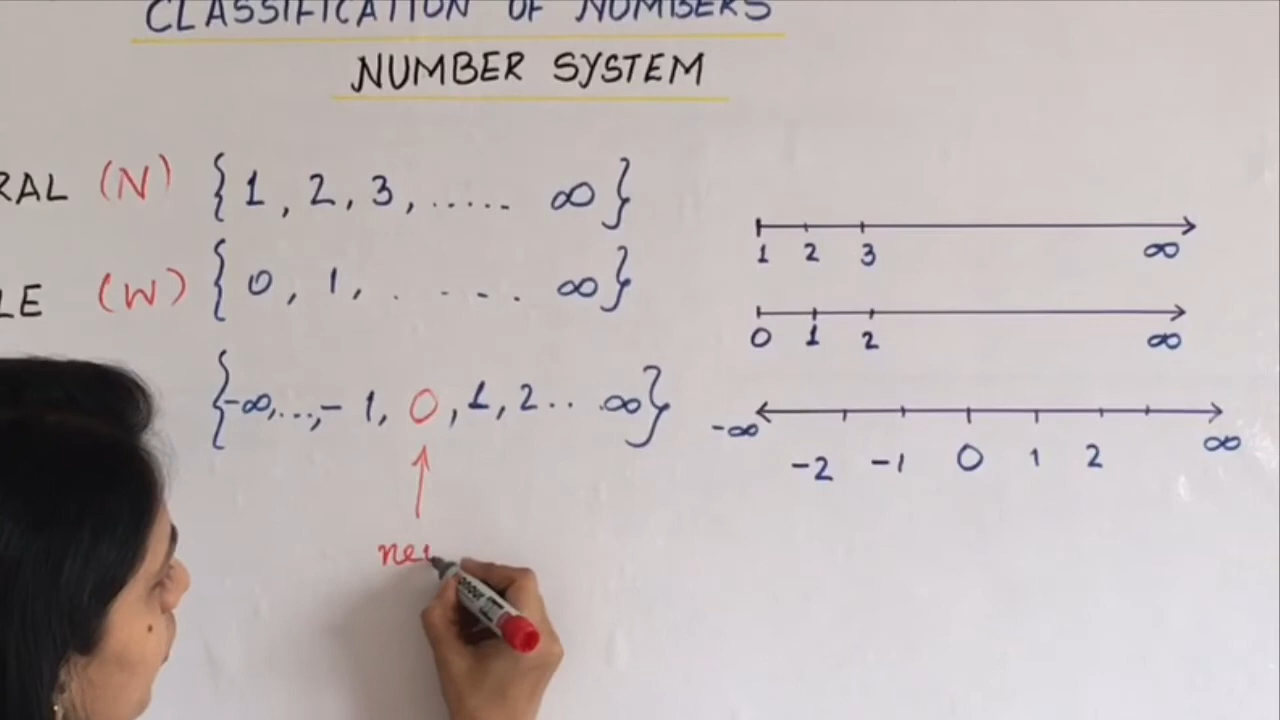 CLASSIFICATION OF NUMBERS
NUMBER SYSTEM
RAL (N) {1, 2, 3, ..... ∞}
1 2 3 ∞
LE (W) {0, 1, . . - - . ∞}
0 1 2 ∞
{-∞,...,- 1, 0, 1, 2.. .∞}
-∞ -2 -1 0 1 2 ∞
↑
neu